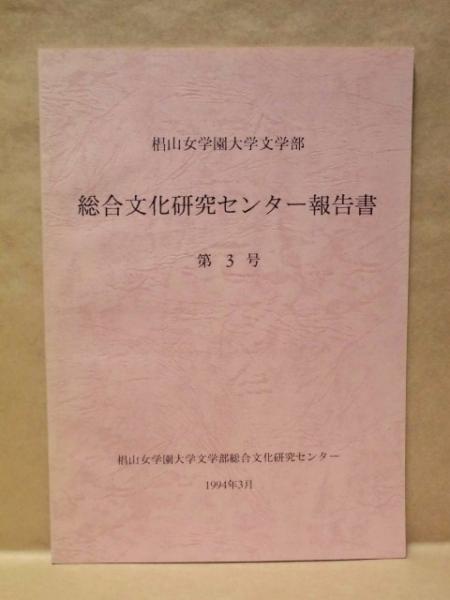 椙山女学園大学文学部
総合文化研究センター報告書
第 3 号
椙山女学園大学文学部総合文化研究センター
1994年3月